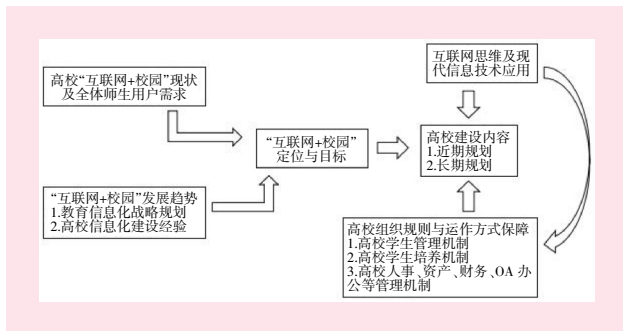 高校“互联网+校园”现状
及全体师生用户需求
“互联网+校园”发展趋势
1.教育信息化战略规划
2.高校信息化建设经验
“互联网+校园”
定位与目标
互联网思维及现
代信息技术应用
高校建设内容
1.近期规划
2.长期规划
高校组织规则与运作方式保障
1.高校学生管理机制
2.高校学生培养机制
3.高校人事、资产、财务、OA 办
公等管理机制